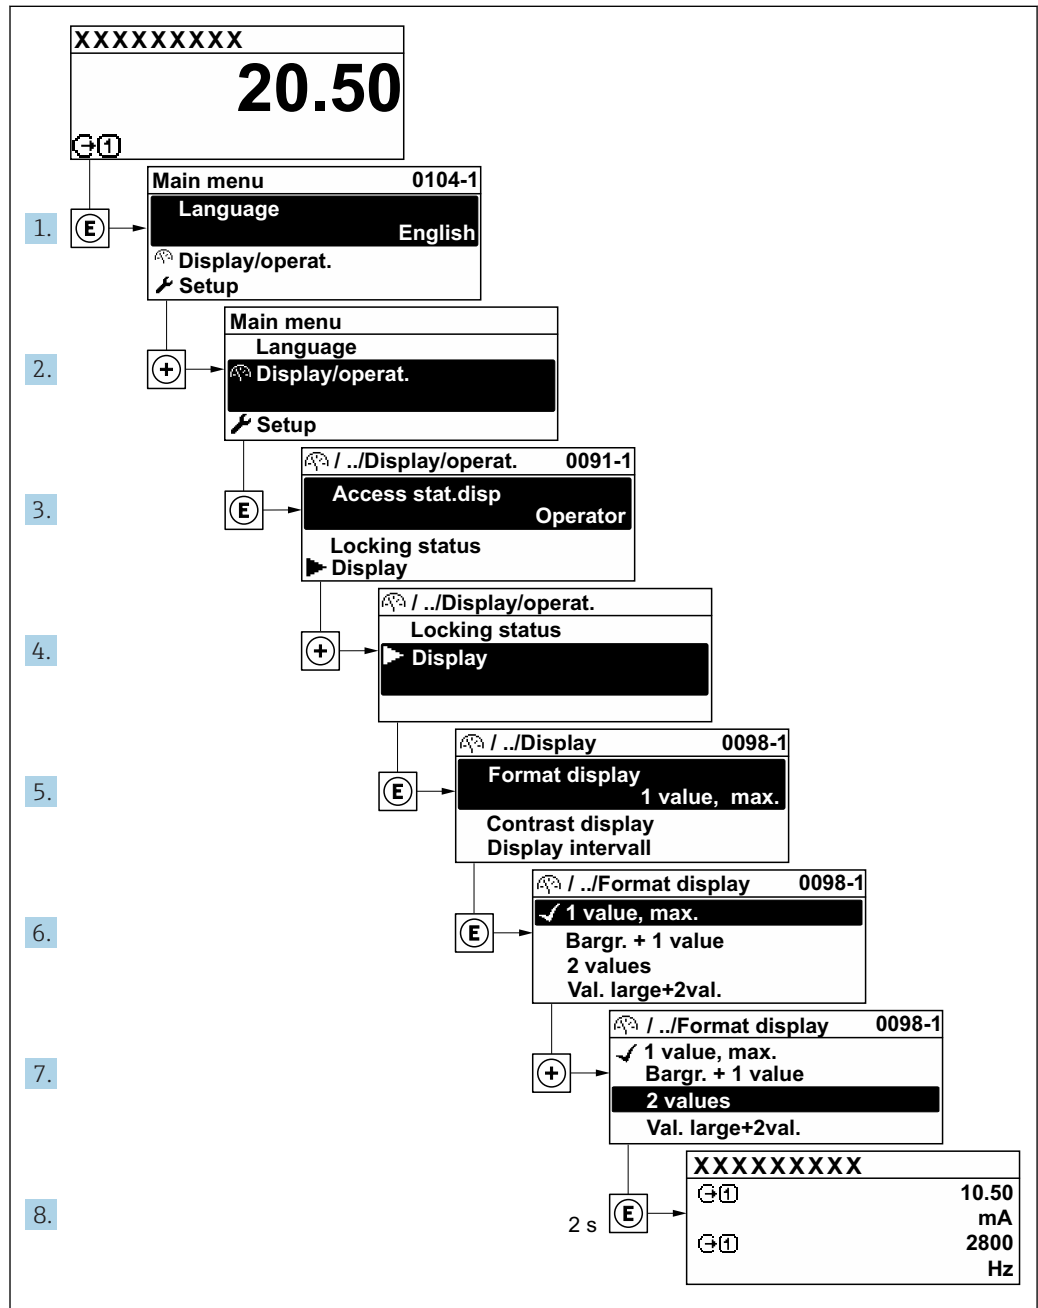 XXXXXXXXX
20.50
1
Main menu 0104-1
1. E Language
English
Display/operat.
Setup
Main menu
Language
2. + Display/operat.
Setup
/ ../Display/operat. 0091-1
3. E Access stat.disp
Operator
Locking status
Display
/ ../Display/operat.
Locking status
4. + Display
/ ../Display 0098-1
5. E Format display
1 value, max.
Contrast display
Display intervall
/ ../Format display 0098-1
6. E 1 value, max.
Bargr. + 1 value
2 values
Val. large+2val.
/ ../Format display 0098-1
7. + 1 value, max.
Bargr. + 1 value
2 values
Val. large+2val.
XXXXXXXXX
1 10.50
8. 2 s E mA
1 2800
Hz